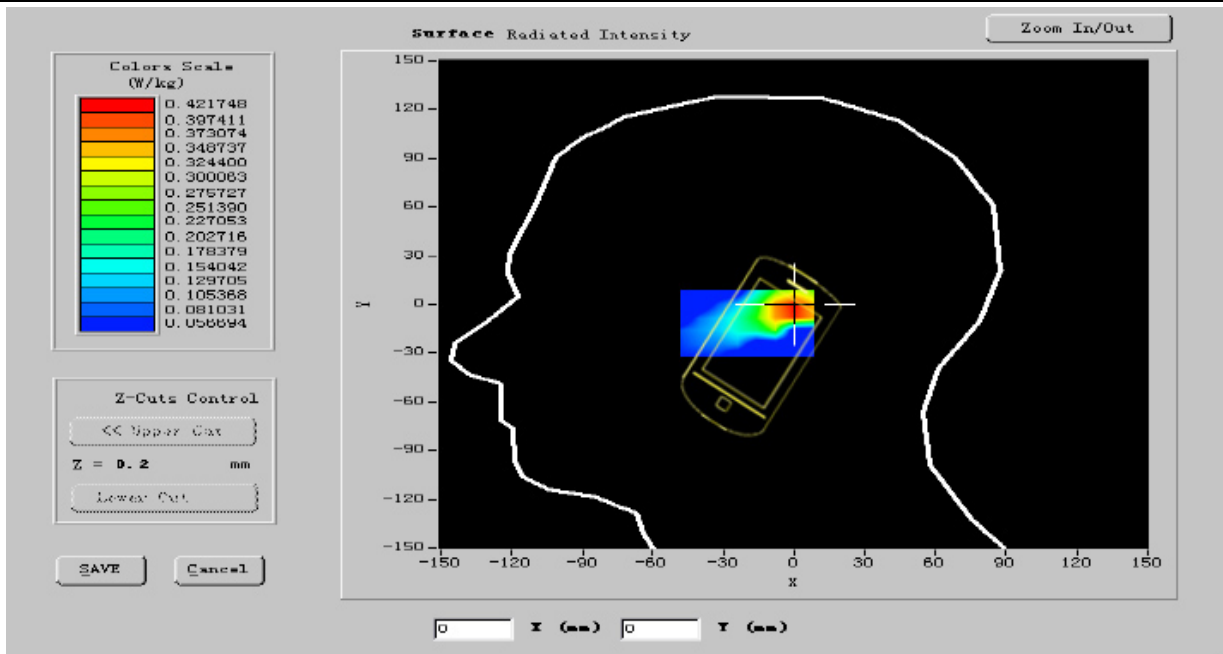 Surface Radiated Intensity
Zoom In/Out
Colors Scale
(W/kg)
0.421748
0.397411
0.373074
0.348737
0.324400
0.300063
0.275727
0.251390
0.227053
0.202716
0.178379
0.154042
0.129705
0.105368
0.081031
0.056694
Z-Cuts Control
<< Upper Cut
Z = 0.2 mm
Lower Cut
SAVE
Cancel
150
120
90
60
30
0
-30
-60
-90
-120
-150
Y
-150 -120 -90 -60 -30 0 30 60 90 120 150
X
0 X (mm) 0 Y (mm)